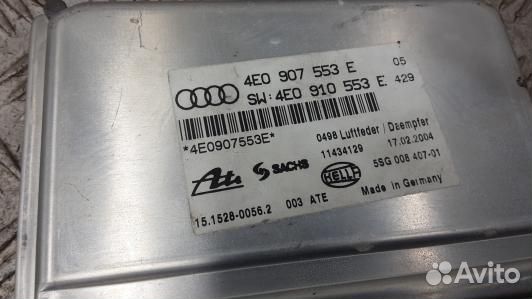 4E0 907 553 E 05
SW: 4E0 910 553 E. 429
*4E0907553E*
0498 Luftfeder / Daempfer
11434129 17.02.2004
5SG 008 407-01
Ate SACHS HELLA
15.1528-0056.2 003 ATE Made in Germany
Avito